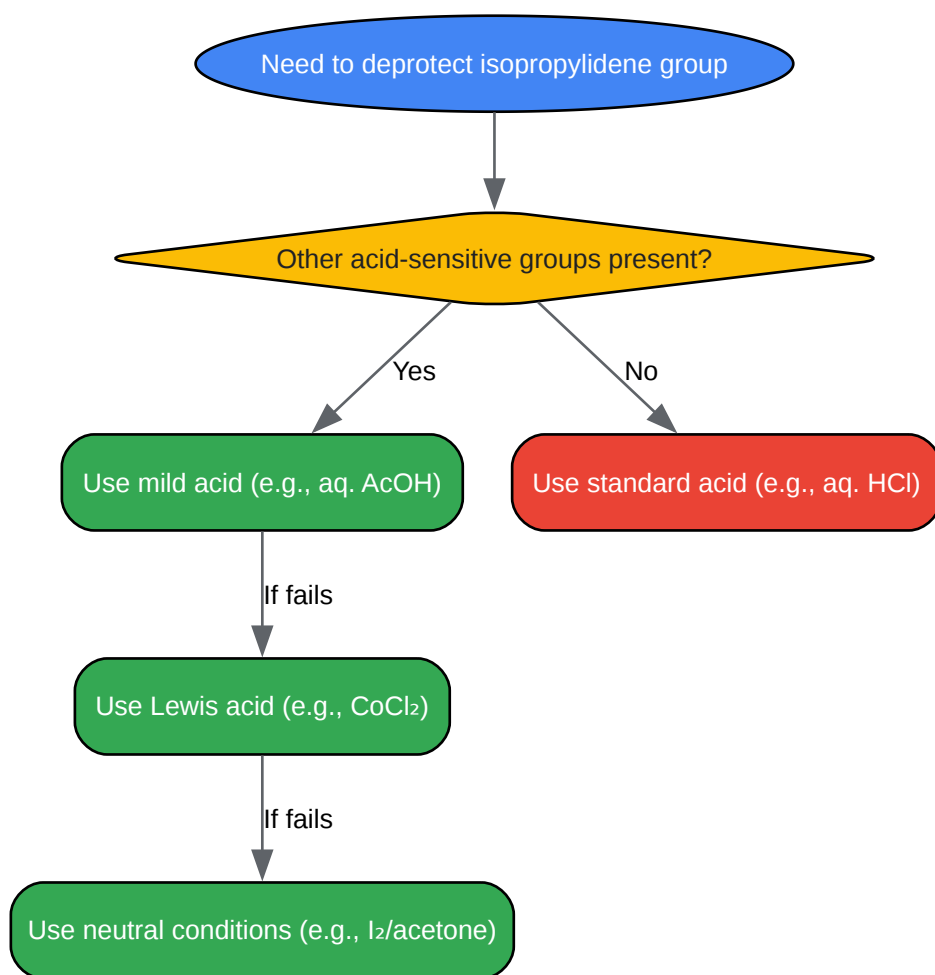 Need to deprotect isopropylidene group
Other acid-sensitive groups present?
Yes
No
Use mild acid (e.g., aq. AcOH)
Use standard acid (e.g., aq. HCl)
If fails
Use Lewis acid (e.g., CoCl₂)
If fails
Use neutral conditions (e.g., I₂/acetone)